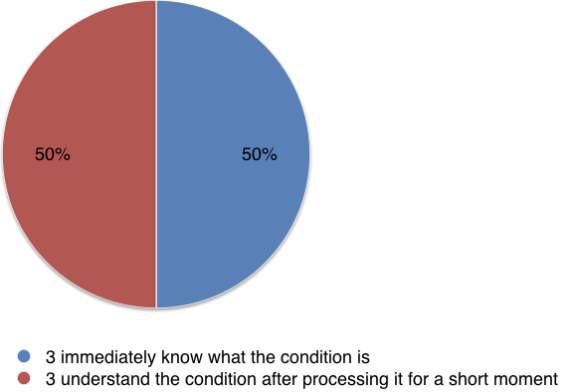 50%
50%
3 immediately know what the condition is
3 understand the condition after processing it for a short moment